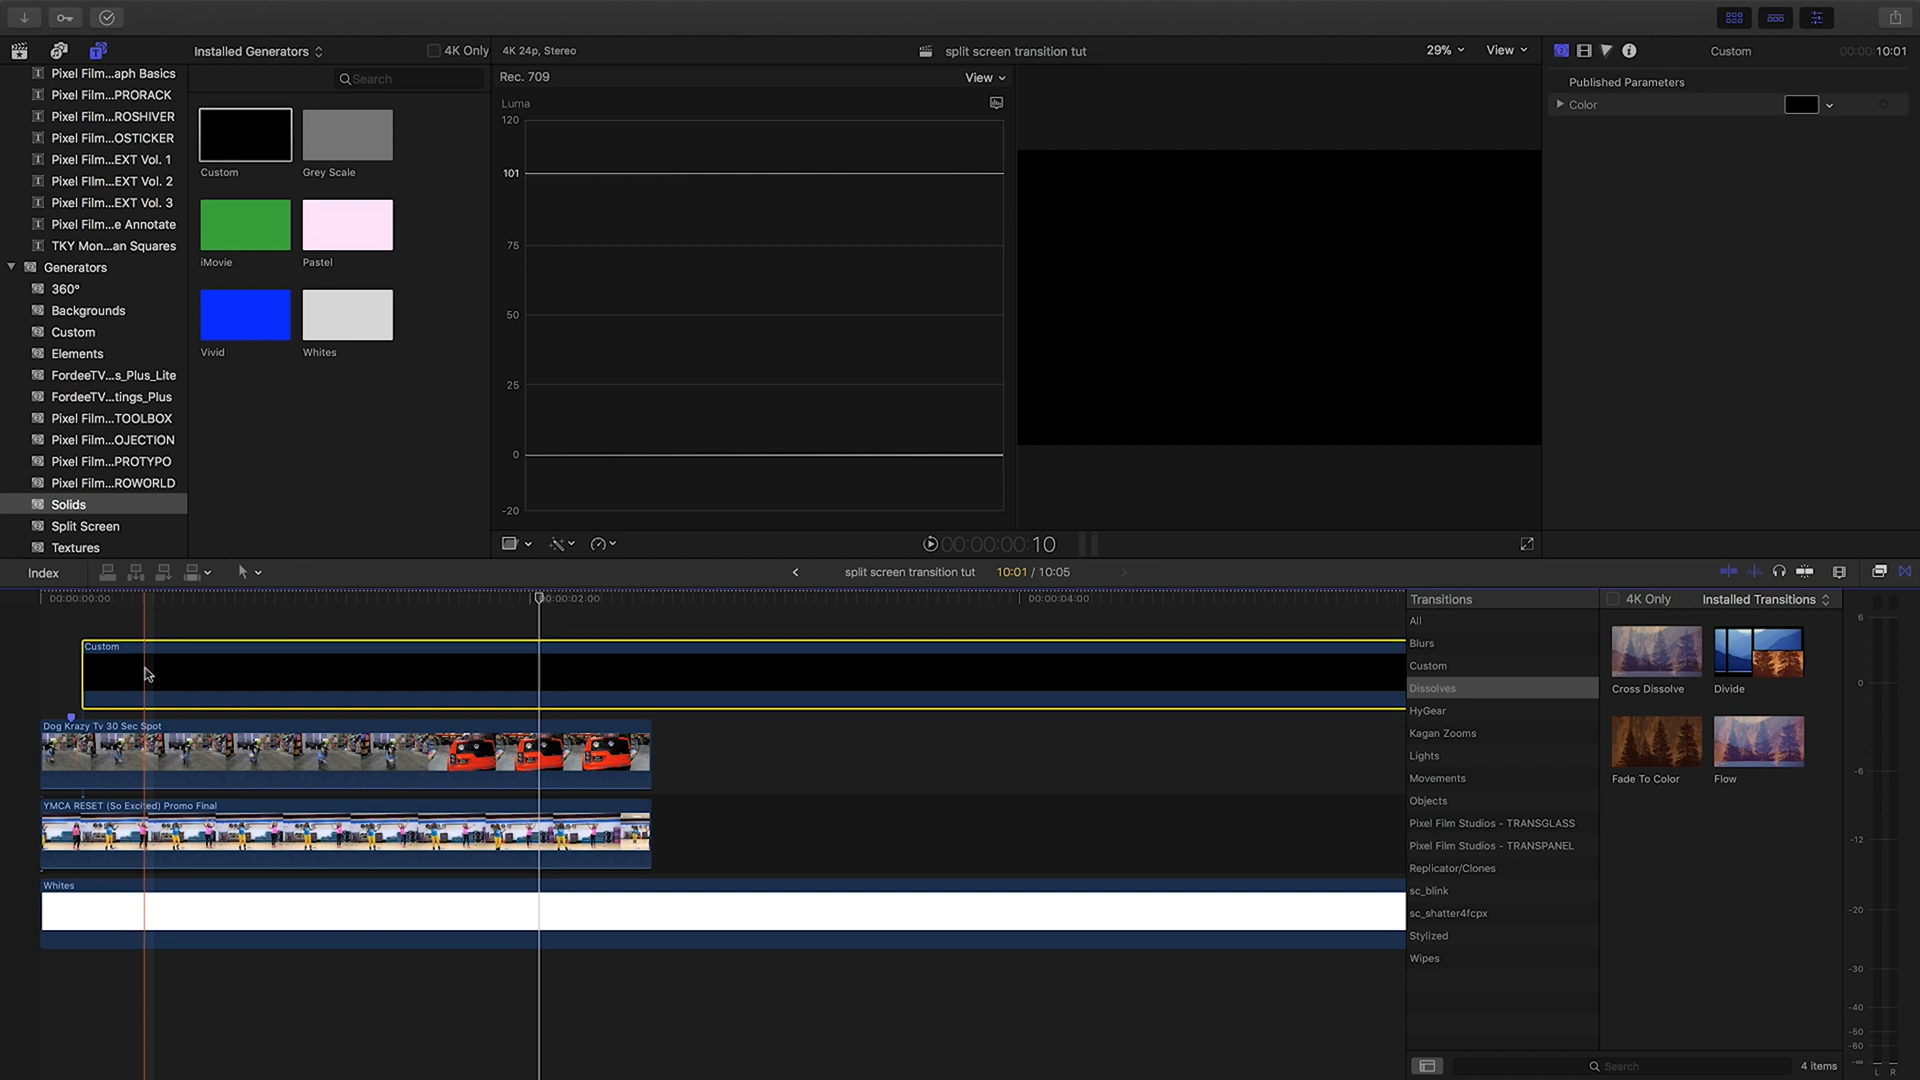 Installed Generators
4K Only
4K 24p, Stereo
split screen transition tut
29%
View
Custom
00:00:10:01
Pixel Film...aph Basics
Pixel Film...PRORACK
Pixel Film...ROSHIVER
Pixel Film...OSTICKER
Pixel Film...EXT Vol. 1
Pixel FIlm...EXT Vol. 2
Pixel Film...EXT Vol. 3
Pixel Film...e Annotate
TKY Mon...an Squares
Generators
360°
Backgrounds
Custom
Elements
FordeeTV...s_Plus_Lite
FordeeTV...tings_Plus
Pixel Film...TOOLBOX
Pixel Film...OJECTION
Pixel Film...PROTYPO
Pixel Film...ROWORLD
Solids
Split Screen
Textures
Search
Custom
Grey Scale
iMovie
Pastel
Vivid
Whites
Rec. 709
View
Luma
120
101
75
50
25
0
-20
Published Parameters
Color
00:00:00:10
Index
split screen transition tut
10:01 / 10:05
00:00:00:00
00:00:02:00
00:00:04:00
Custom
Dog Krazy Tv 30 Sec Spot
YMCA RESET (So Excited) Promo Final
Whites
Transitions
All
Blurs
Custom
Dissolves
HyGear
Kagan Zooms
Lights
Movements
Objects
Pixel Film Studios - TRANSGLASS
Pixel Film Studios - TRANSPANEL
Replicator/Clones
sc_blink
sc_shatter4fcpx
Stylized
Wipes
4K Only
Installed Transitions
Cross Dissolve
Divide
Fade To Color
Flow
Search
4 items
6
0
-6
-12
-20
-30
-40
-50
-60
-∞
L R